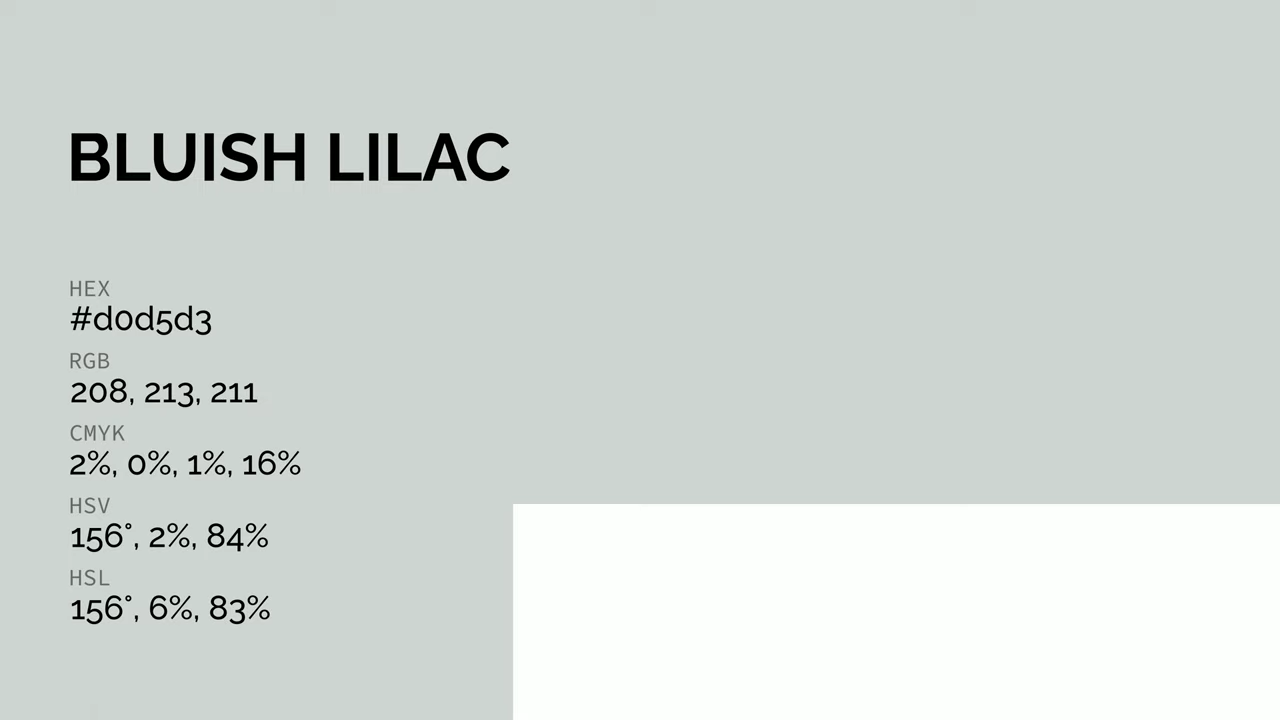 BLUISH LILAC
HEX
#d0d5d3
RGB
208, 213, 211
CMYK
2%, 0%, 1%, 16%
HSV
156°, 2%, 84%
HSL
156°, 6%, 83%